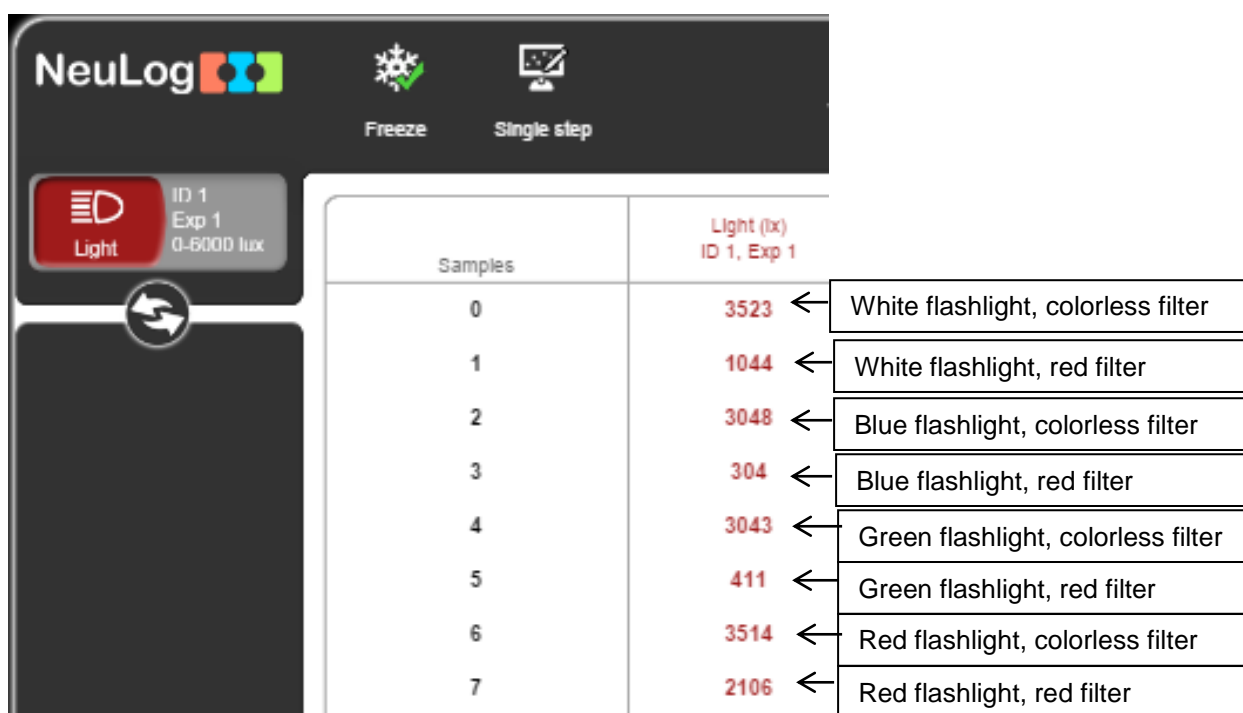 NeuLog
Freeze
Single step
ID 1
Exp 1
0-6000 lux
Light
Samples
Light (lx)
ID 1, Exp 1
0 3523 White flashlight, colorless filter
1 1044 White flashlight, red filter
2 3048 Blue flashlight, colorless filter
3 304 Blue flashlight, red filter
4 3043 Green flashlight, colorless filter
5 411 Green flashlight, red filter
6 3514 Red flashlight, colorless filter
7 2106 Red flashlight, red filter